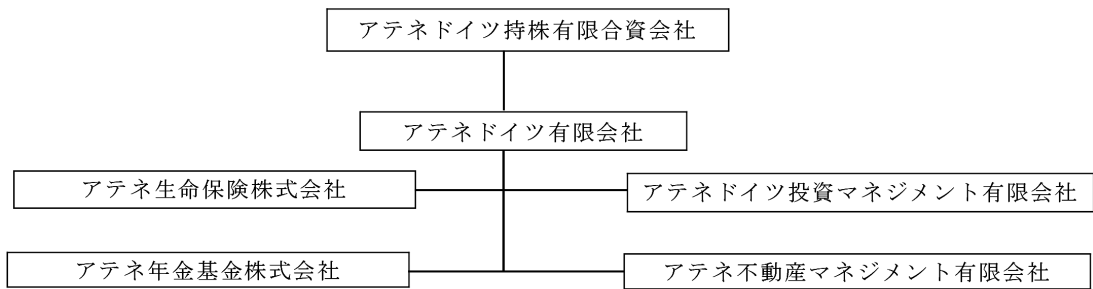 アテネドイツ持株有限合資会社
アテネドイツ有限会社
アテネ生命保険株式会社
アテネドイツ投資マネジメント有限会社
アテネ年金基金株式会社
アテネ不動産マネジメント有限会社